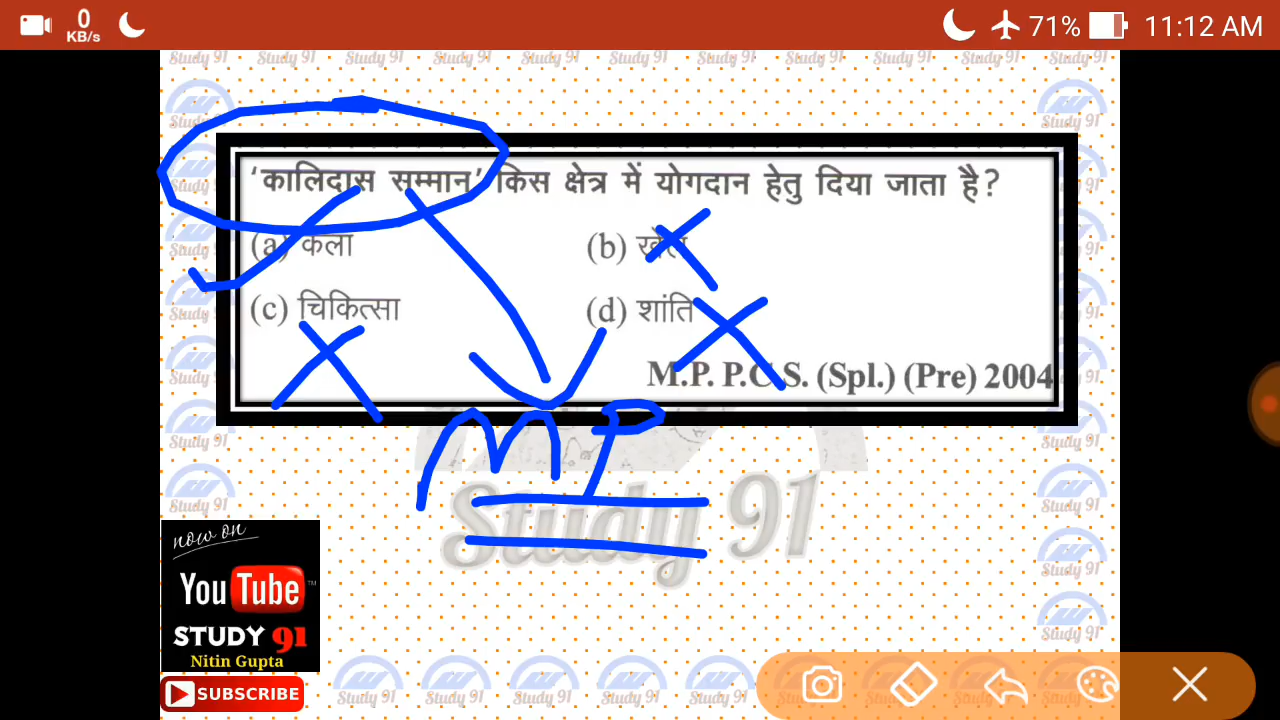 0
KB/s
71% 11:12 AM
'कालिदास सम्मान' किस क्षेत्र में योगदान हेतु दिया जाता है?
(a) कला (b) खेल
(c) चिकित्सा (d) शांति
M.P. P.C.S. (Spl.) (Pre) 2004
MP
Study 91
now on
YouTube
STUDY 91
Nitin Gupta
SUBSCRIBE